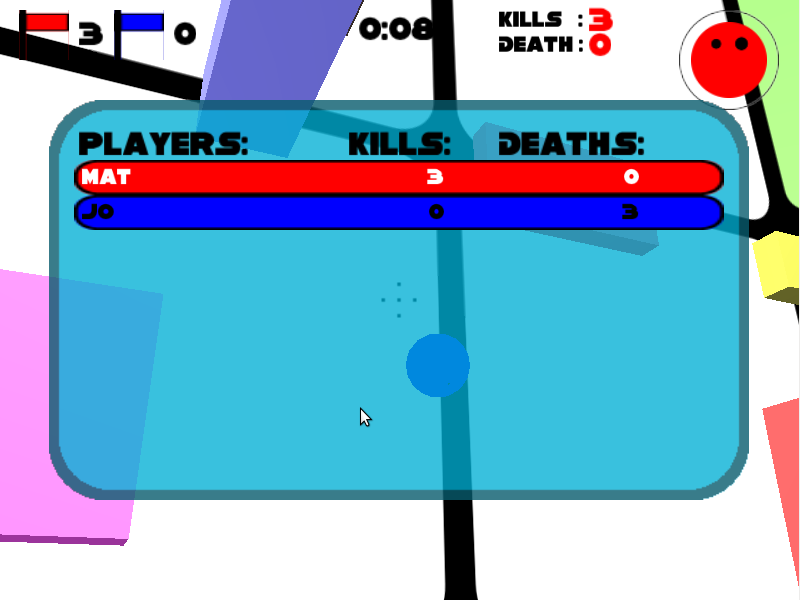 3 0 0:08 KILLS : 3
DEATH: 0
PLAYERS: KILLS: DEATHS:
MAT 3 0
JO 0 3